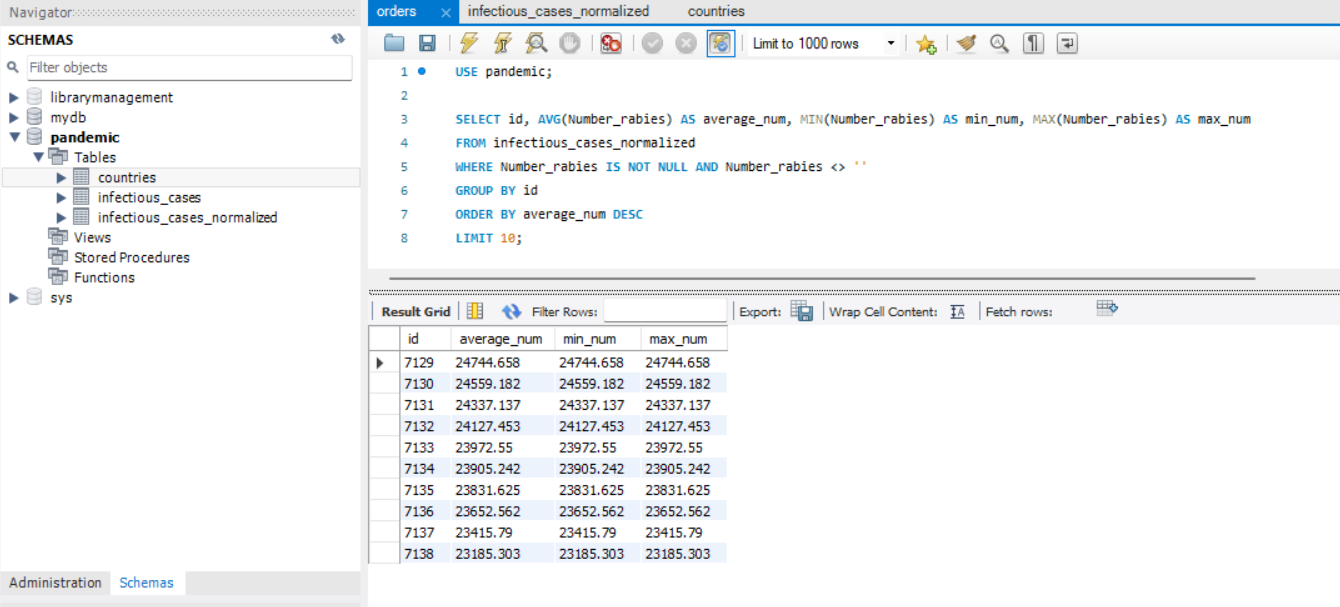 Navigator
SCHEMAS
Filter objects
librarymanagement
mydb
pandemic
Tables
countries
infectious_cases
infectious_cases_normalized
Views
Stored Procedures
Functions
sys
Administration Schemas
orders infectious_cases_normalized countries
Limit to 1000 rows
1 USE pandemic;
2
3 SELECT id, AVG(Number_rabies) AS average_num, MIN(Number_rabies) AS min_num, MAX(Number_rabies) AS max_num
4 FROM infectious_cases_normalized
5 WHERE Number_rabies IS NOT NULL AND Number_rabies <> ''
6 GROUP BY id
7 ORDER BY average_num DESC
8 LIMIT 10;
Result Grid Filter Rows: Export: Wrap Cell Content: Fetch rows:
id average_num min_num max_num
7129 24744.658 24744.658 24744.658
7130 24559.182 24559.182 24559.182
7131 24337.137 24337.137 24337.137
7132 24127.453 24127.453 24127.453
7133 23972.55 23972.55 23972.55
7134 23905.242 23905.242 23905.242
7135 23831.625 23831.625 23831.625
7136 23652.562 23652.562 23652.562
7137 23415.79 23415.79 23415.79
7138 23185.303 23185.303 23185.303